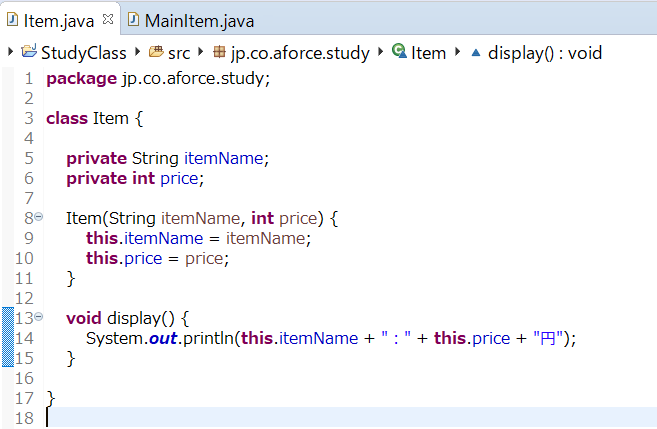 Item.java MainItem.java
StudyClass src jp.co.aforce.study Item display() : void
1 package jp.co.aforce.study;
2
3 class Item {
4
5 private String itemName;
6 private int price;
7
8 Item(String itemName, int price) {
9 this.itemName = itemName;
10 this.price = price;
11 }
12
13 void display() {
14 System.out.println(this.itemName + " : " + this.price + "円");
15 }
16
17 }
18